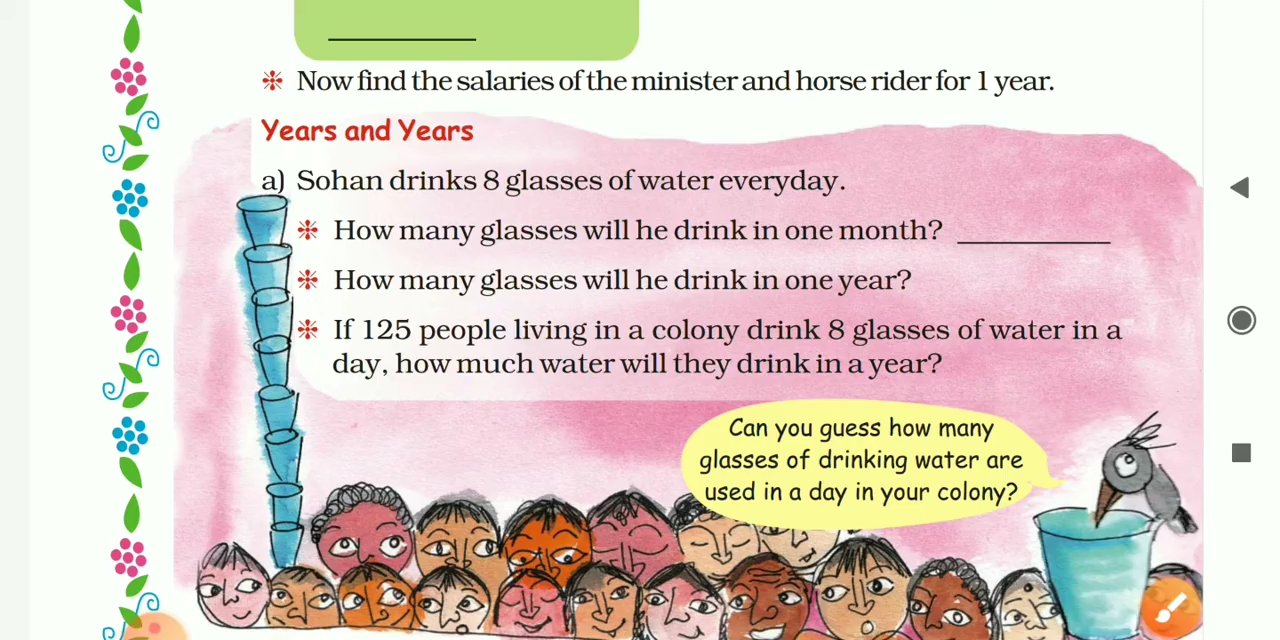 Now find the salaries of the minister and horse rider for 1 year.
Years and Years
a) Sohan drinks 8 glasses of water everyday.
How many glasses will he drink in one month? __________
How many glasses will he drink in one year?
If 125 people living in a colony drink 8 glasses of water in a
day, how much water will they drink in a year?
Can you guess how many
glasses of drinking water are
used in a day in your colony?